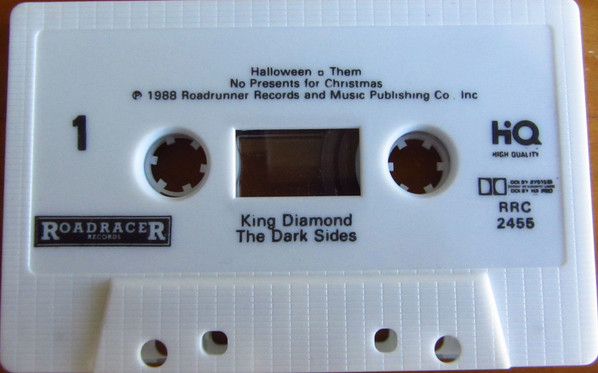 Halloween □ Them
No Presents for Christmas
℗ 1988 Roadrunner Records and Music Publishing Co. Inc
1
HiQ
HIGH QUALITY
ROADRACER
RECORDS
King Diamond
The Dark Sides
RRC
2455